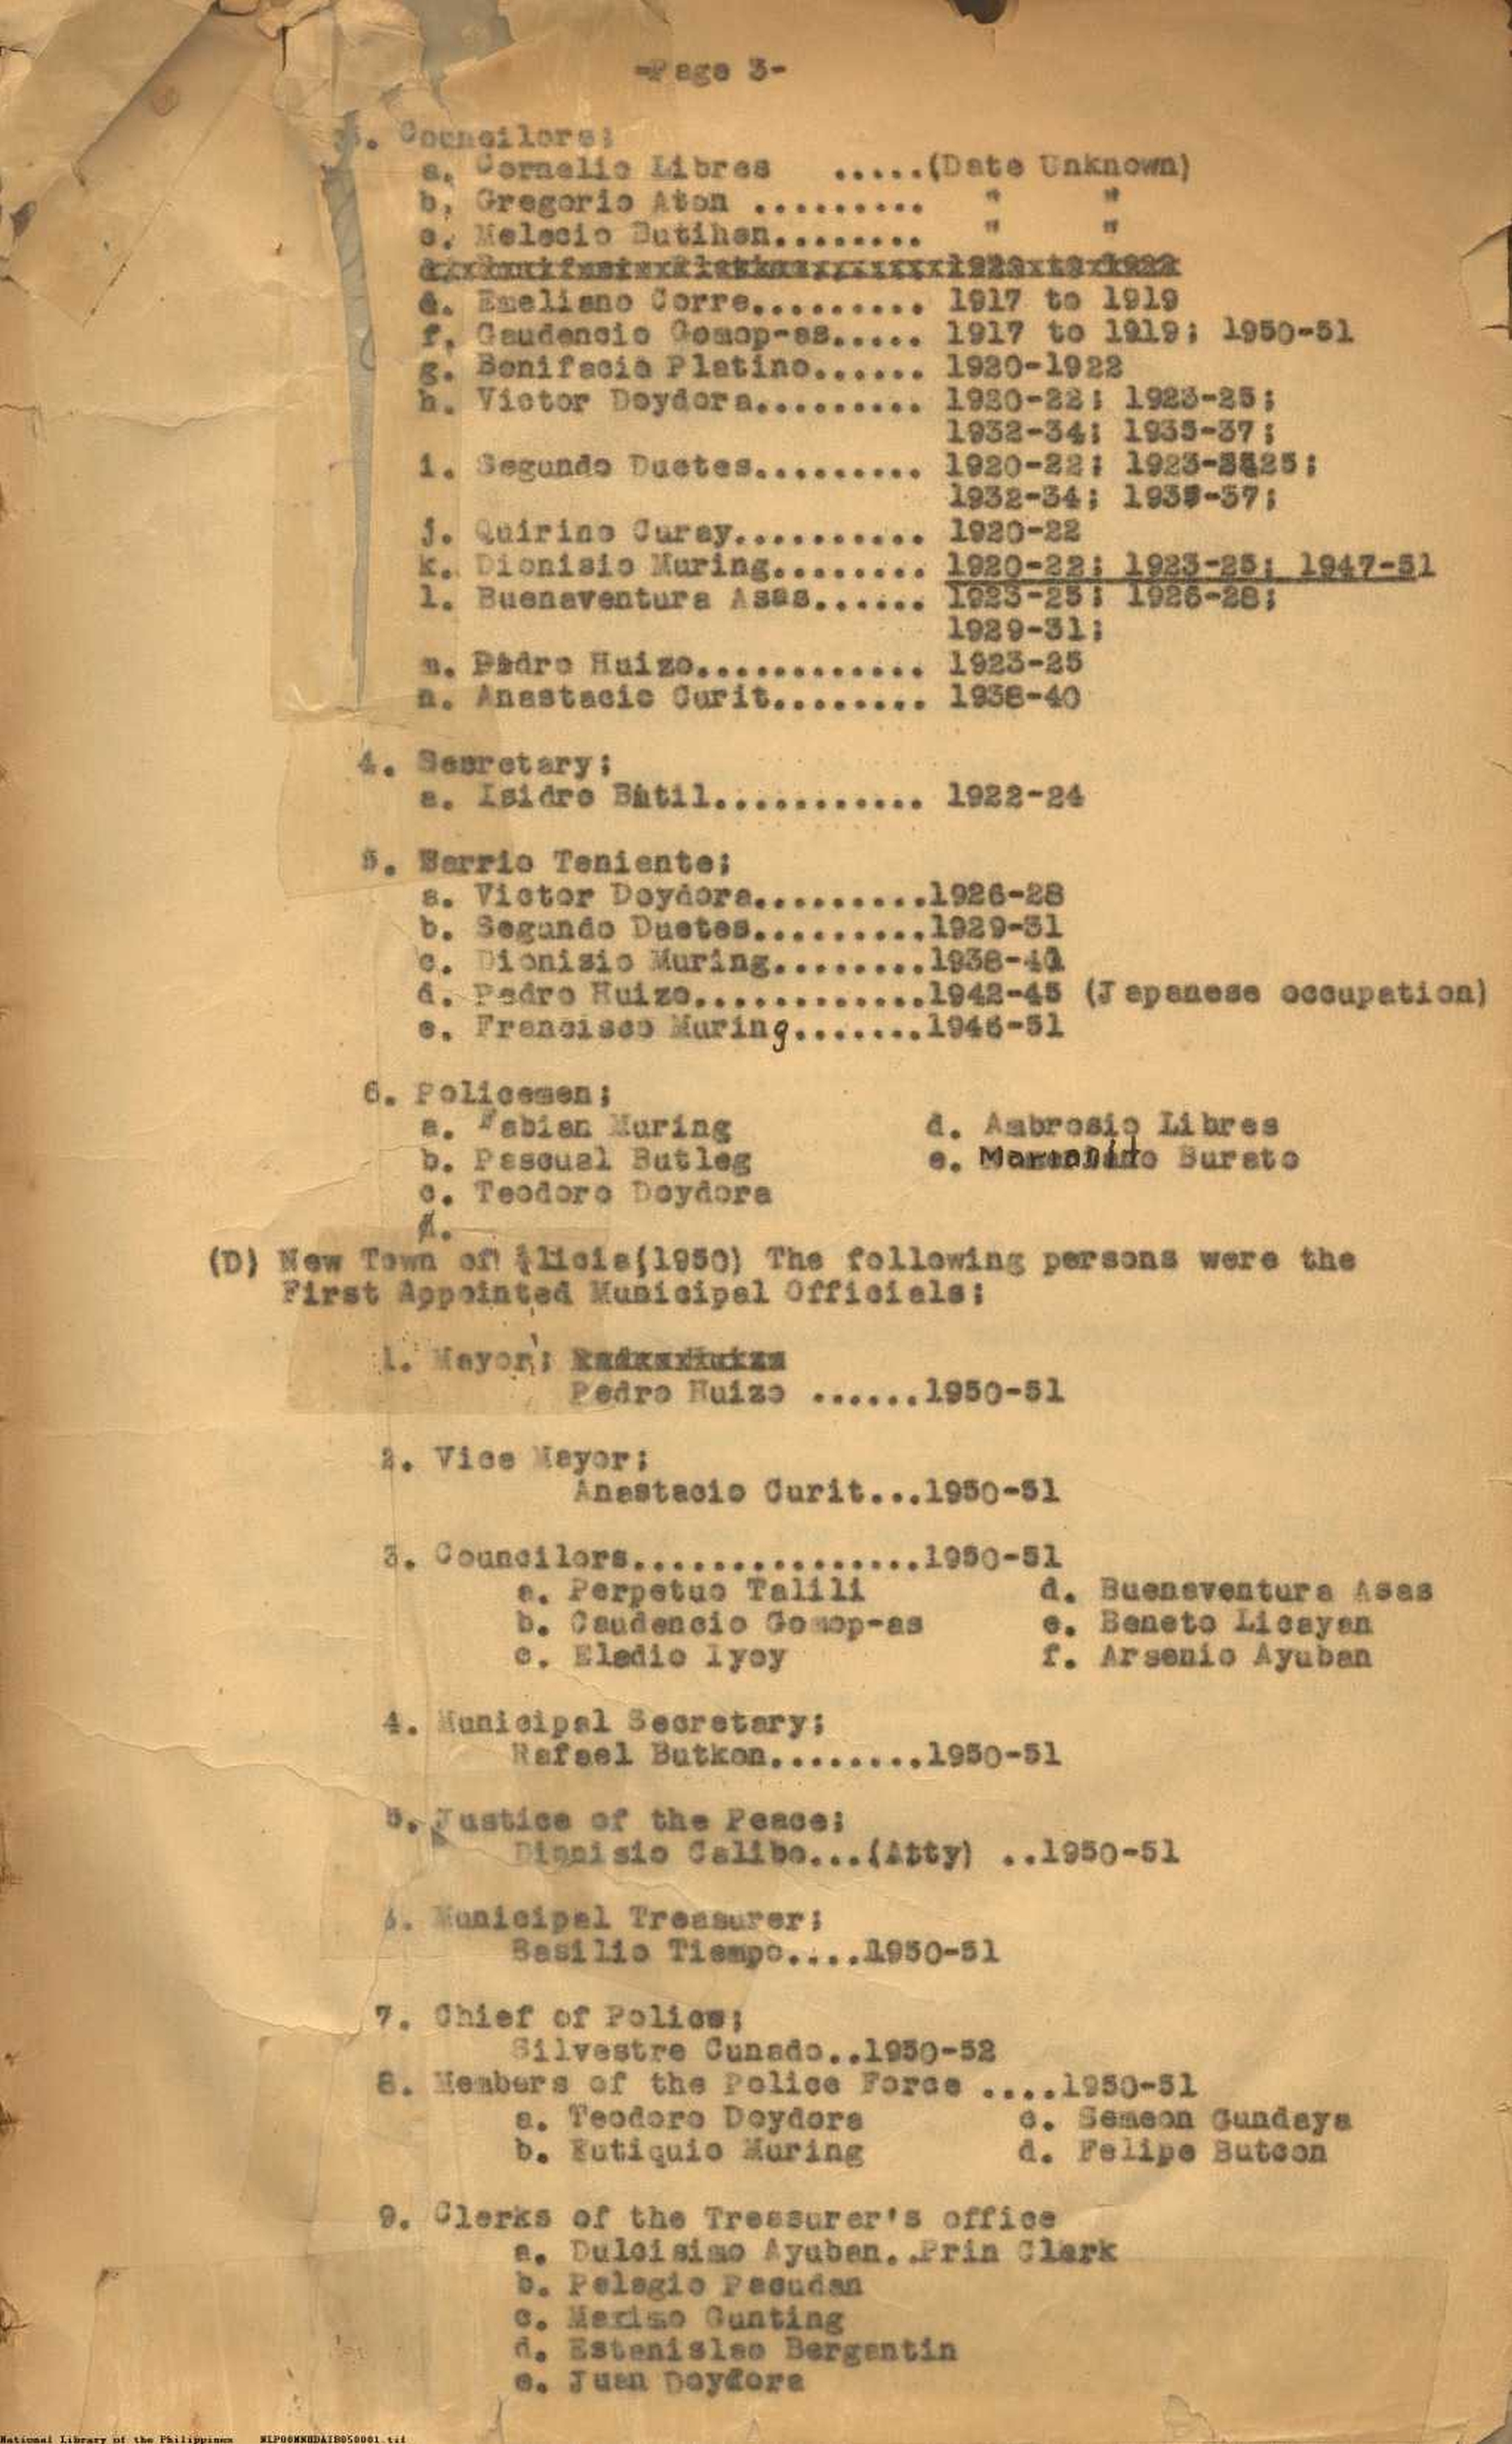 -Page 3-
3. Councilors;
a. Cornelio Libres .....(Date Unknown)
b. Gregorio Aton ......... " "
c. Melecio Butihen........ " "
d. Emeliano Corre......... 1917 to 1919
f. Gaudencio Gomop-as..... 1917 to 1919; 1950-51
g. Bonifacio Platino...... 1920-1922
h. Victor Doydora......... 1920-22; 1923-25;
1932-34; 1935-37;
i. Segundo Duetes......... 1920-22; 1923-25;
1932-34; 1935-37;
j. Quirino Curay.......... 1920-22
k. Dionisio Muring........ 1920-22; 1923-25; 1947-51
l. Buenaventura Asas...... 1923-25; 1926-28;
1929-31;
m. Pedro Huizo............ 1923-25
n. Anastacio Curit........ 1938-40
4. Secretary;
a. Isidro Batil........... 1922-24
5. Barrio Teniente;
a. Victor Doydora.........1926-28
b. Segundo Duetes.........1929-31
c. Dionisio Muring........1938-41
d. Pedro Huizo............1942-45 (Japanese occupation)
e. Francisco Muring.......1946-51
6. Policemen;
a. Fabian Muring d. Ambrosio Libres
b. Pascual Butleg e. Burato
c. Teodoro Doydora
(D) New Town of Alicia(1950) The following persons were the
First Appointed Municipal Officials;
1. Mayor;
Pedro Huizo ......1950-51
2. Vice Mayor;
Anastacio Curit...1950-51
3. Councilors...............1950-51
a. Perpetuo Talili d. Buenaventura Asas
b. Gaudencio Gomop-as e. Beneto Licayan
c. Eladio Iyoy f. Arsenio Ayuban
4. Municipal Secretary;
Rafael Butkon........1950-51
5. Justice of the Peace;
Dionisio Calibo...(Atty) ..1950-51
6. Municipal Treasurer;
Basilio Tiempo....1950-51
7. Chief of Police;
Silvestre Cunado..1950-52
8. Members of the Police Force ....1950-51
a. Teodoro Doydora c. Semeon Gundaya
b. Eutiquio Muring d. Felipe Butcon
9. Clerks of the Treasurer's office
a. Dulcisimo Ayuban..Prin Clerk
b. Pelagio Pacudan
c. Maximo Gunting
d. Estanislao Bergantin
e. Juan Doydora
National Library of the Philippines NLP00MNHDAIB050001.tif